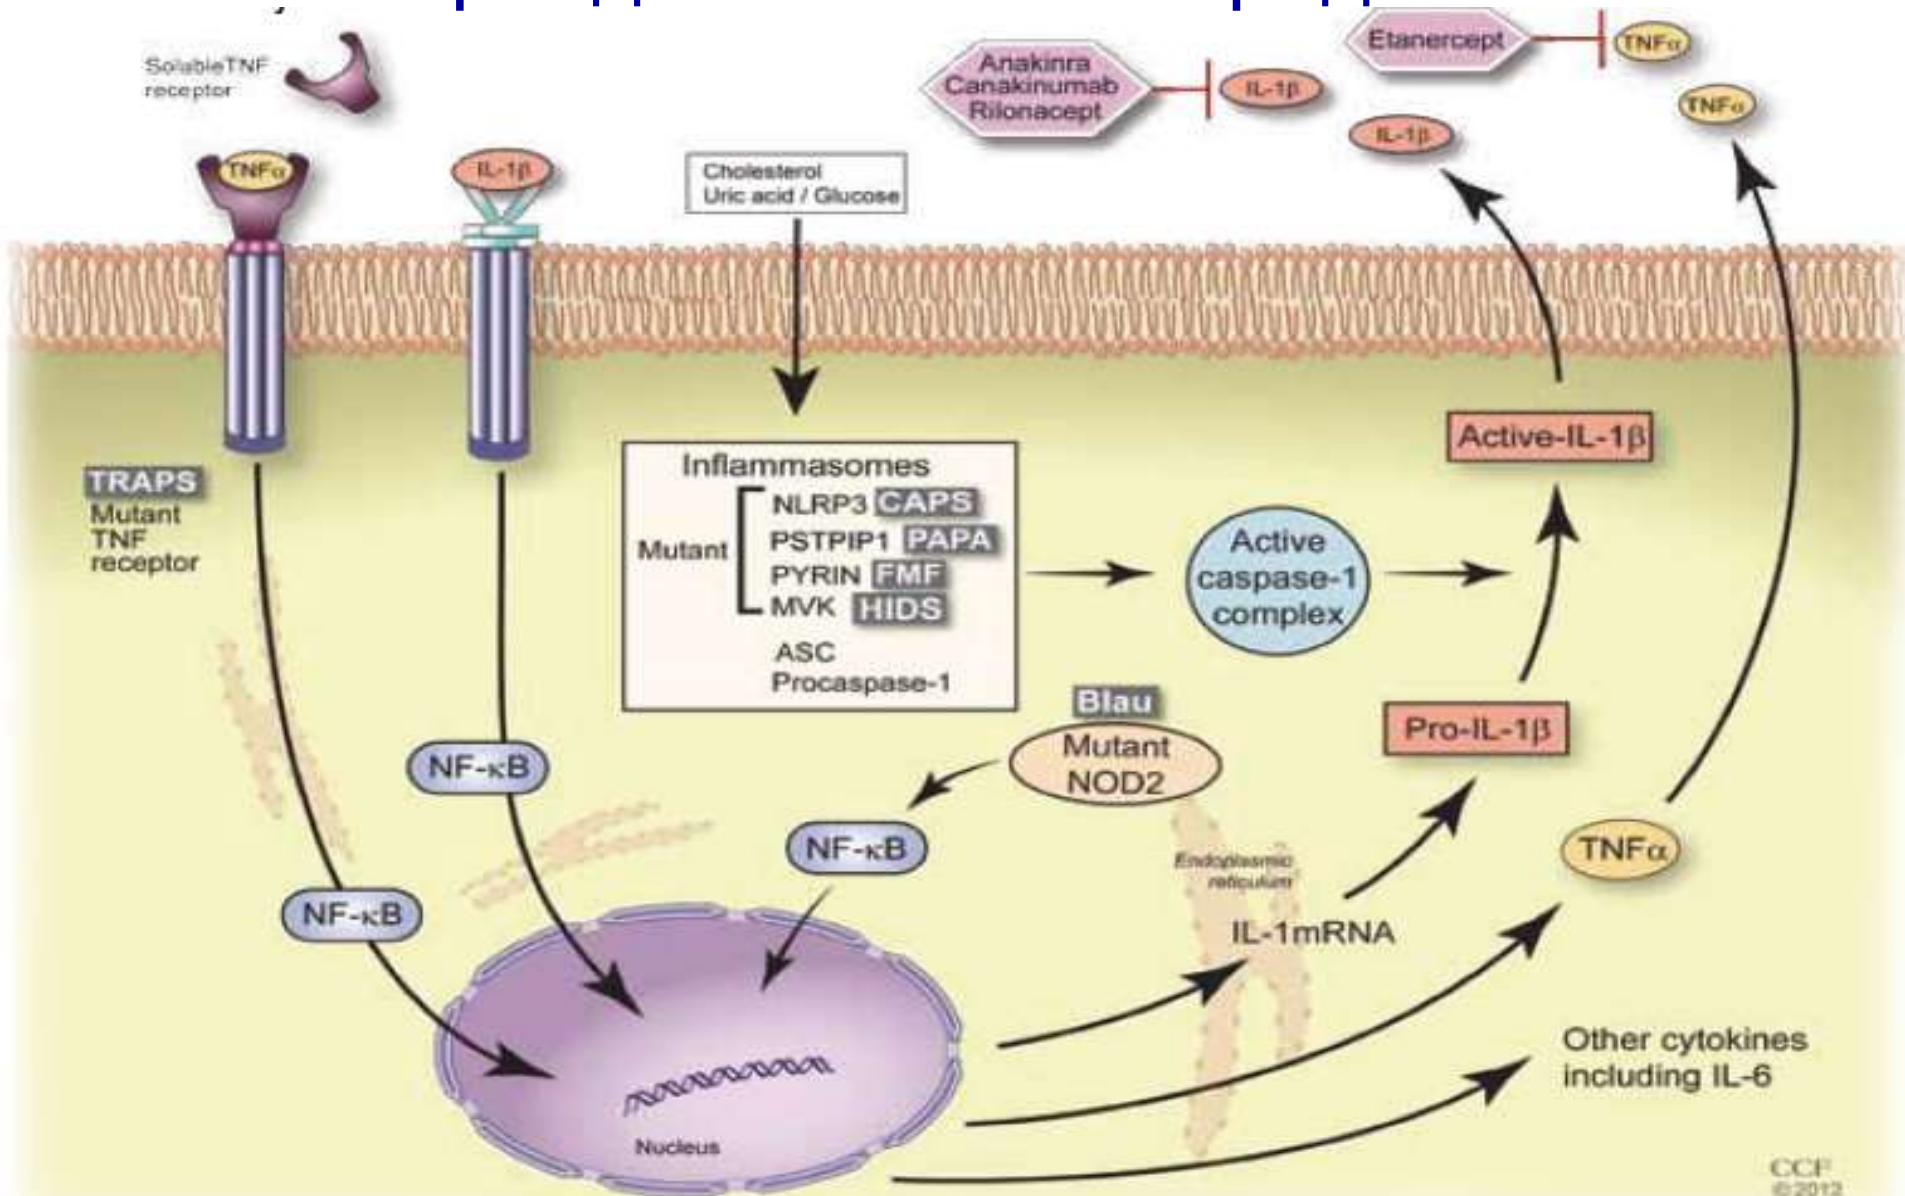 Solable TNF
receptor
TNFα
IL-1β
Cholesterol
Uric acid / Glucose
Anakinra
Canakinumab
Rilonacept
IL-1β
Etanercept
TNFα
TNFα
IL-1β
TRAPS
Mutant
TNF
receptor
Inflammasomes
Mutant
NLRP3 CAPS
PSTPIP1 PAPA
PYRIN FMF
MVK HIDS
ASC
Procaspase-1
Active
caspase-1
complex
Active-IL-1β
Pro-IL-1β
Blau
Mutant
NOD2
NF-κB
NF-κB
NF-κB
Endoplasmic
reticulum
IL-1mRNA
TNFα
Other cytokines
including IL-6
Nucleus
CCF
©2012